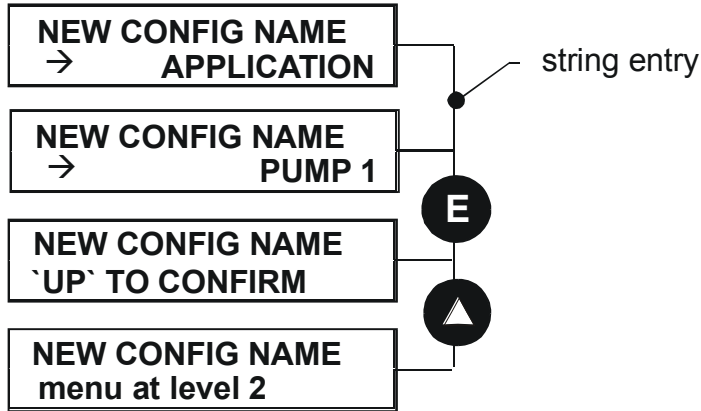 NEW CONFIG NAME
→ APPLICATION
string entry
NEW CONFIG NAME
→ PUMP 1
E
NEW CONFIG NAME
`UP` TO CONFIRM
NEW CONFIG NAME
menu at level 2